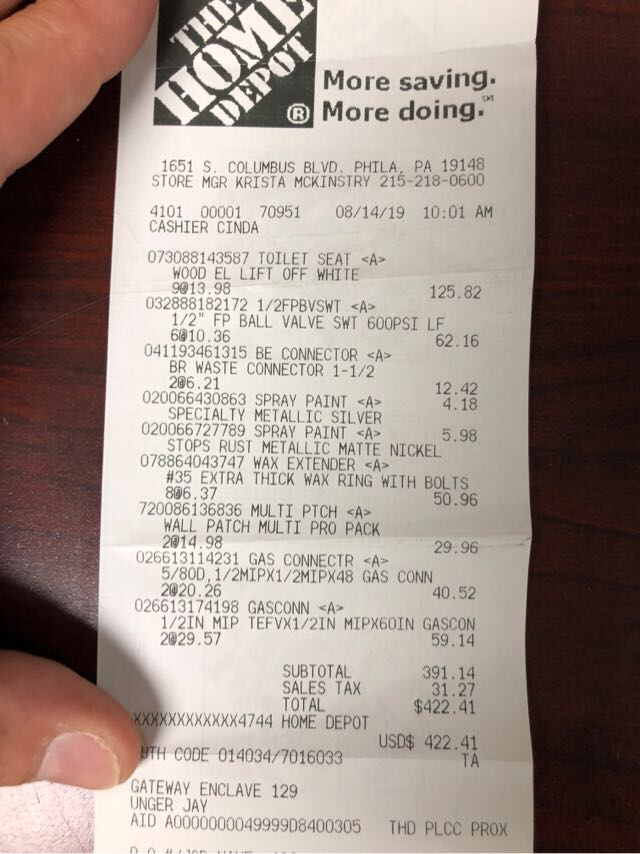 THE
HOME
DEPOT
®
More saving.
More doing.℠
1651 S. COLUMBUS BLVD. PHILA, PA 19148
STORE MGR KRISTA MCKINSTRY 215-218-0600
4101 00001 70951 08/14/19 10:01 AM
CASHIER CINDA
073088143587 TOILET SEAT <A>
WOOD EL LIFT OFF WHITE
9@13.98 125.82
032888182172 1/2FPBVSWT <A>
1/2" FP BALL VALVE SWT 600PSI LF
6@10.36 62.16
041193461315 BE CONNECTOR <A>
BR WASTE CONNECTOR 1-1/2
2@6.21 12.42
020066430863 SPRAY PAINT <A> 4.18
SPECIALTY METALLIC SILVER
020066727789 SPRAY PAINT <A> 5.98
STOPS RUST METALLIC MATTE NICKEL
078864043747 WAX EXTENDER <A>
#35 EXTRA THICK WAX RING WITH BOLTS
8@6.37 50.96
720086136836 MULTI PTCH <A>
WALL PATCH MULTI PRO PACK
2@14.98 29.96
026613114231 GAS CONNECTR <A>
5/8OD,1/2MIPX1/2MIPX48 GAS CONN
2@20.26 40.52
026613174198 GASCONN <A>
1/2IN MIP TEFVX1/2IN MIPX60IN GASCON
2@29.57 59.14
SUBTOTAL 391.14
SALES TAX 31.27
TOTAL $422.41
XXXXXXXXXXXX4744 HOME DEPOT
USD$ 422.41
UTH CODE 014034/7016033 TA
GATEWAY ENCLAVE 129
UNGER JAY
AID A0000000049999D8400305 THD PLCC PROX